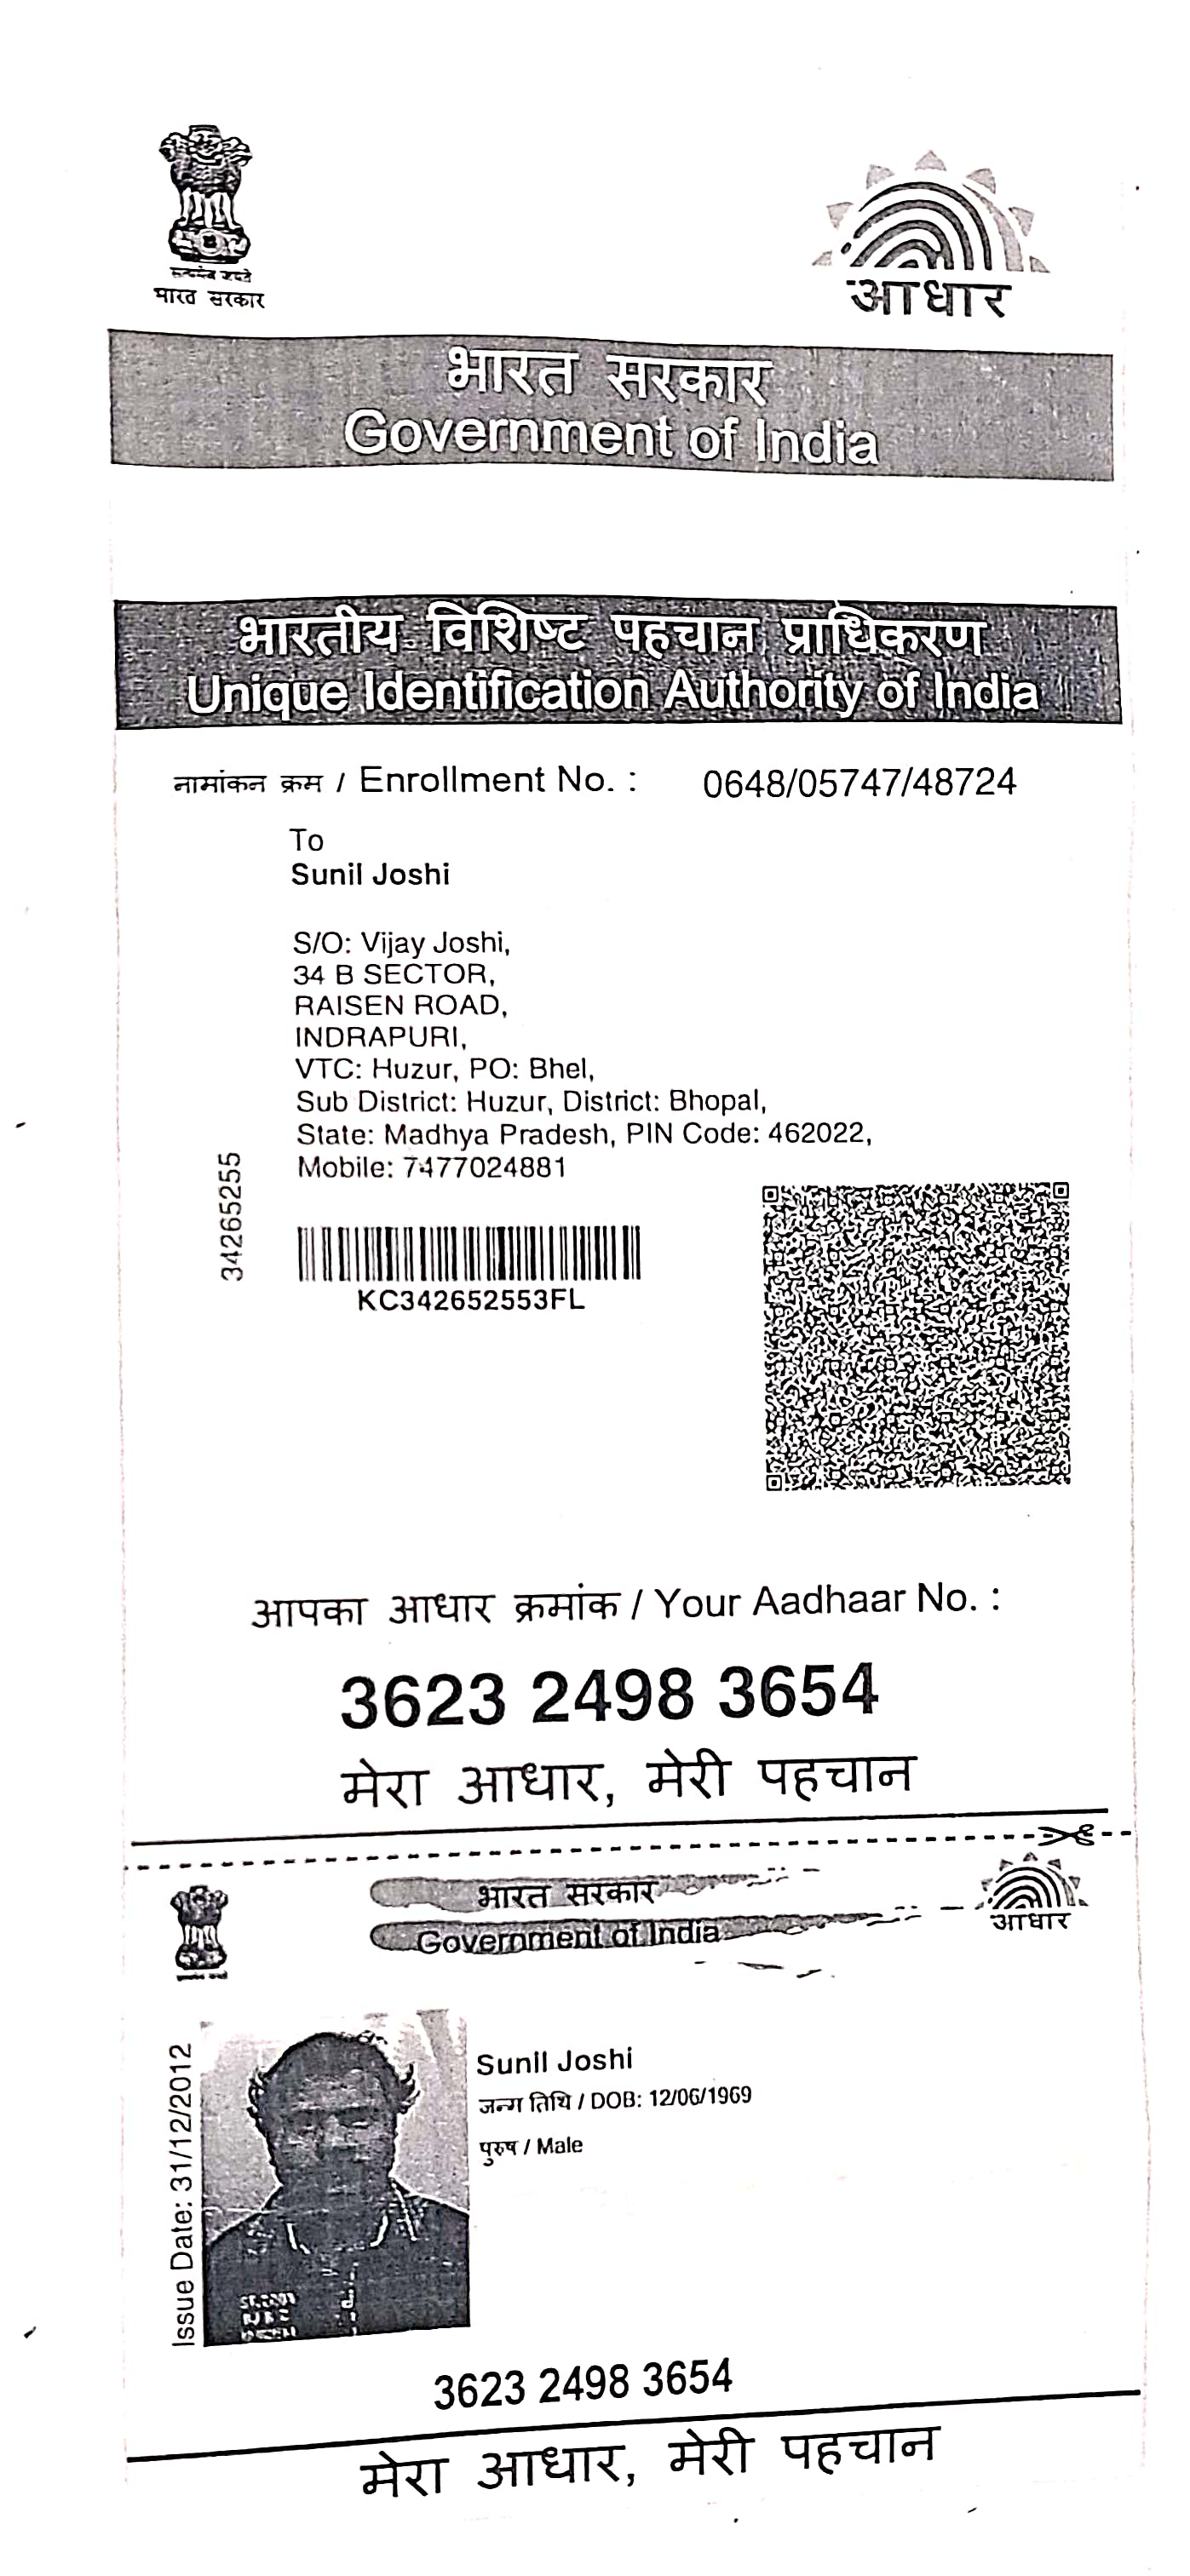 सत्यमेव जयते
भारत सरकार
आधार
भारत सरकार
Government of India
भारतीय विशिष्ट पहचान प्राधिकरण
Unique Identification Authority of India
नामांकन क्रम / Enrollment No. : 0648/05747/48724
To
Sunil Joshi
S/O: Vijay Joshi,
34 B SECTOR,
RAISEN ROAD,
INDRAPURI,
VTC: Huzur, PO: Bhel,
Sub District: Huzur, District: Bhopal,
State: Madhya Pradesh, PIN Code: 462022,
Mobile: 7477024881
34265255
KC342652553FL
आपका आधार क्रमांक / Your Aadhaar No. :
3623 2498 3654
मेरा आधार, मेरी पहचान
भारत सरकार
Government of India
आधार
Issue Date: 31/12/2012
Sunil Joshi
जन्म तिथि / DOB: 12/06/1969
पुरुष / Male
3623 2498 3654
मेरा आधार, मेरी पहचान